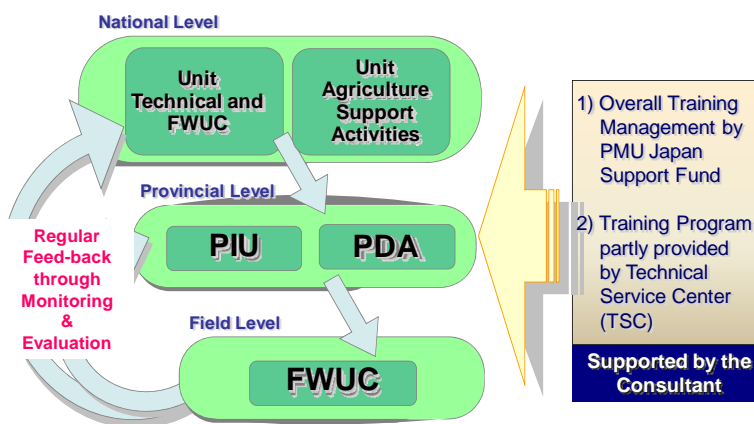 National Level
Unit
Technical and
FWUC
Unit
Agriculture
Support
Activities
Provincial Level
PIU
PDA
Regular
Feed-back
through
Monitoring
&
Evaluation
Field Level
FWUC
1) Overall Training
Management by
PMU Japan
Support Fund
2) Training Program
partly provided
by Technical
Service Center
(TSC)
Supported by the
Consultant